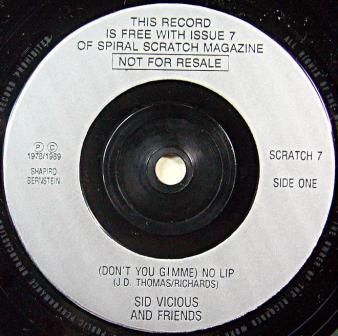 THIS RECORD
IS FREE WITH ISSUE 7
OF SPIRAL SCRATCH MAGAZINE
NOT FOR RESALE
Ⓟ Ⓒ
1978/1989
SHAPIRO
BERNSTEIN
SCRATCH 7
SIDE ONE
(DON'T YOU GIMME) NO LIP
(J.D. THOMAS/RICHARDS)
SID VICIOUS
AND FRIENDS